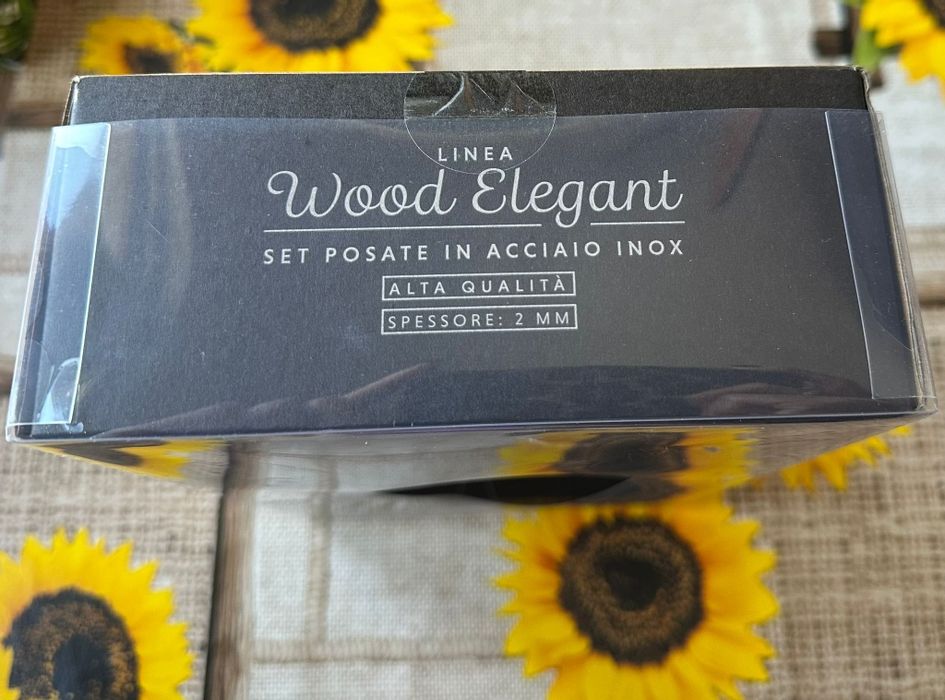 LINEA
Wood Elegant
SET POSATE IN ACCIAIO INOX
ALTA QUALITÀ
SPESSORE: 2 MM